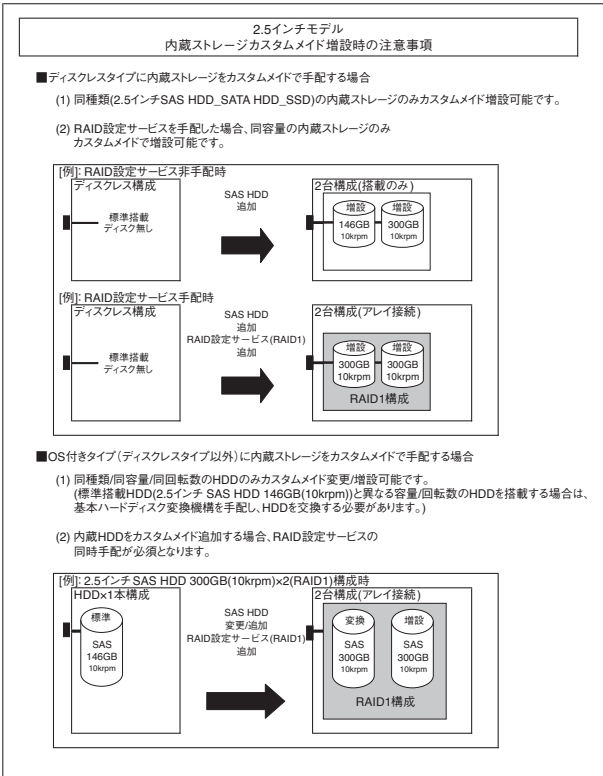 2.5インチモデル
内蔵ストレージカスタムメイド増設時の注意事項
■ディスクレスタイプに内蔵ストレージをカスタムメイドで手配する場合
(1) 同種類(2.5インチSAS HDD_SATA HDD_SSD)の内蔵ストレージのみカスタムメイド増設可能です。
(2) RAID設定サービスを手配した場合、同容量の内蔵ストレージのみ
カスタムメイドで増設可能です。
[例]: RAID設定サービス非手配時
ディスクレス構成
標準搭載
ディスク無し
SAS HDD
追加
2台構成(搭載のみ)
増設
146GB
10krpm
増設
300GB
10krpm
[例]: RAID設定サービス手配時
ディスクレス構成
標準搭載
ディスク無し
SAS HDD
追加
RAID設定サービス(RAID1)
追加
2台構成(アレイ接続)
増設
300GB
10krpm
増設
300GB
10krpm
RAID1構成
■OS付きタイプ(ディスクレスタイプ以外)に内蔵ストレージをカスタムメイドで手配する場合
(1) 同種類/同容量/同回転数のHDDのみカスタムメイド変更/増設可能です。
(標準搭載HDD(2.5インチ SAS HDD 146GB(10krpm))と異なる容量/回転数のHDDを搭載する場合は、
基本ハードディスク変換機構を手配し、HDDを交換する必要があります。)
(2) 内蔵HDDをカスタムメイド追加する場合、RAID設定サービスの
同時手配が必須となります。
[例]: 2.5インチ SAS HDD 300GB(10krpm)×2(RAID1)構成時
HDD×1本構成
標準
SAS
146GB
10krpm
SAS HDD
変更/追加
RAID設定サービス(RAID1)
追加
2台構成(アレイ接続)
変換
SAS
300GB
10krpm
増設
SAS
300GB
10krpm
RAID1構成